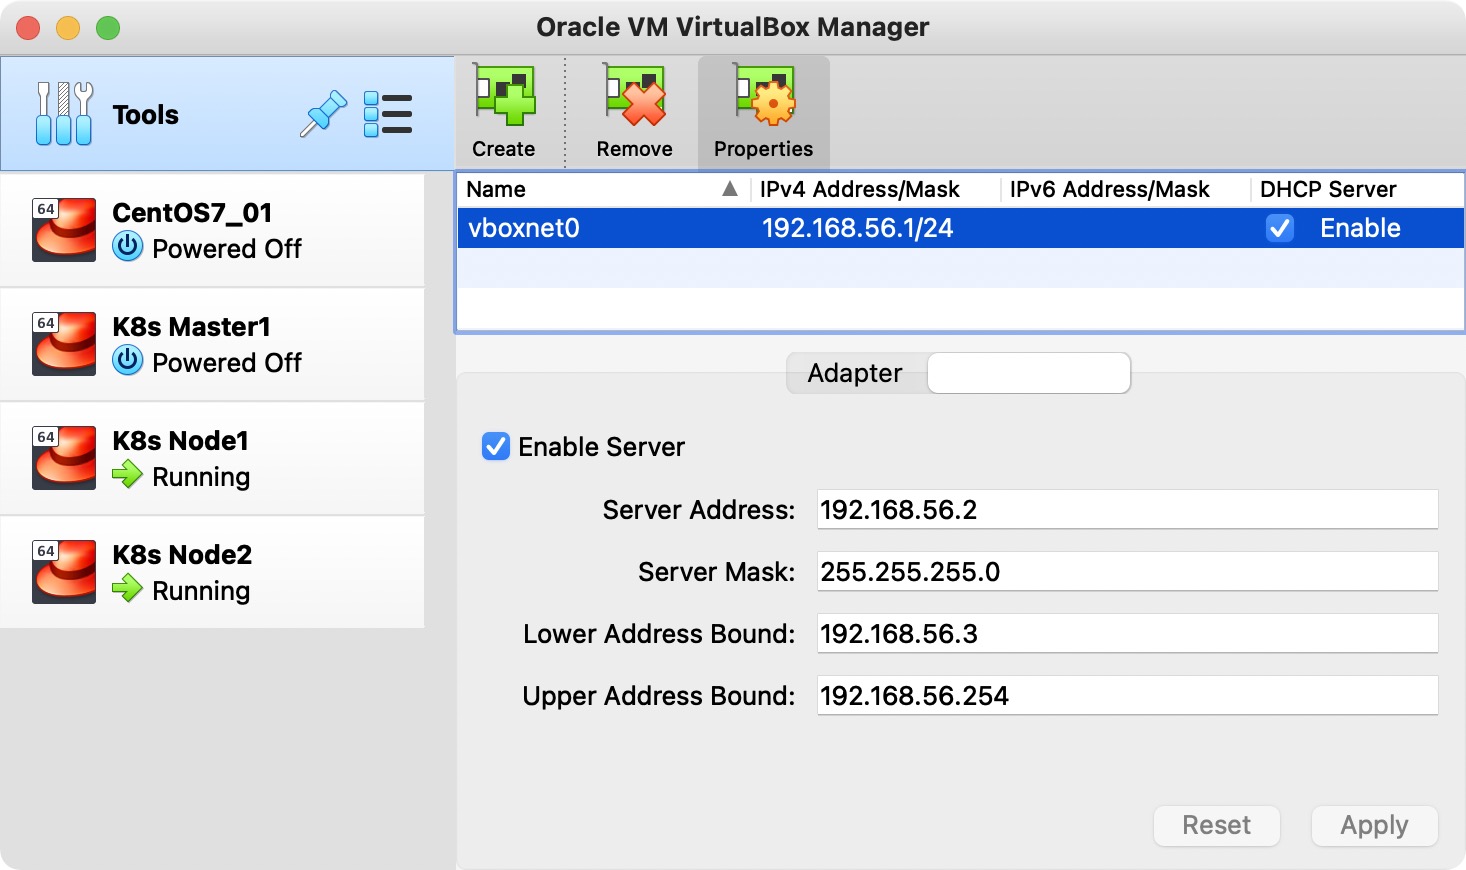 Oracle VM VirtualBox Manager
Tools
Create
Remove
Properties
64
CentOS7_01
Powered Off
64
K8s Master1
Powered Off
64
K8s Node1
Running
64
K8s Node2
Running
Name IPv4 Address/Mask IPv6 Address/Mask DHCP Server
vboxnet0 192.168.56.1/24 Enable
Adapter
Enable Server
Server Address: 192.168.56.2
Server Mask: 255.255.255.0
Lower Address Bound: 192.168.56.3
Upper Address Bound: 192.168.56.254
Reset Apply